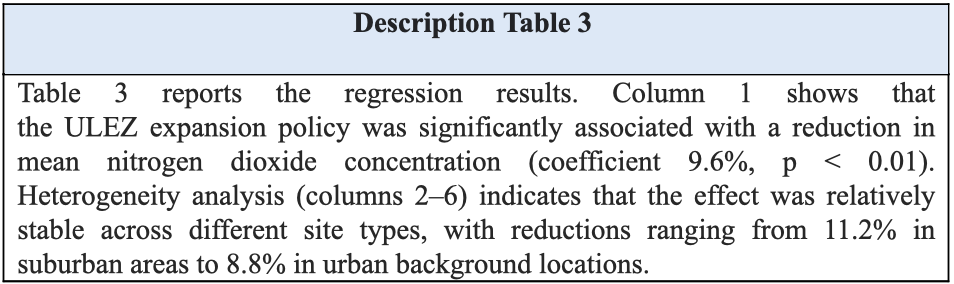 Description Table 3
Table 3 reports the regression results. Column 1 shows that
the ULEZ expansion policy was significantly associated with a reduction in
mean nitrogen dioxide concentration (coefficient 9.6%, p < 0.01).
Heterogeneity analysis (columns 2–6) indicates that the effect was relatively
stable across different site types, with reductions ranging from 11.2% in
suburban areas to 8.8% in urban background locations.